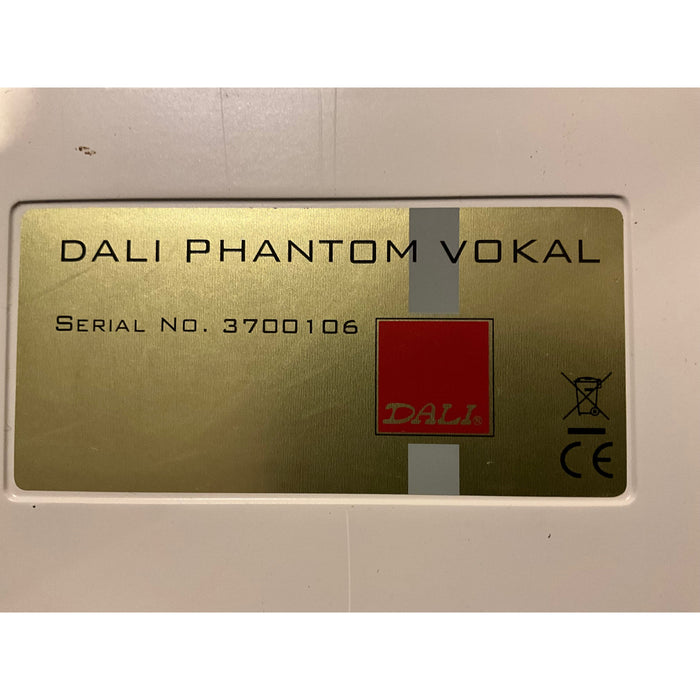 DALI PHANTOM VOKAL
SERIAL NO. 3700106
DALI®
CE